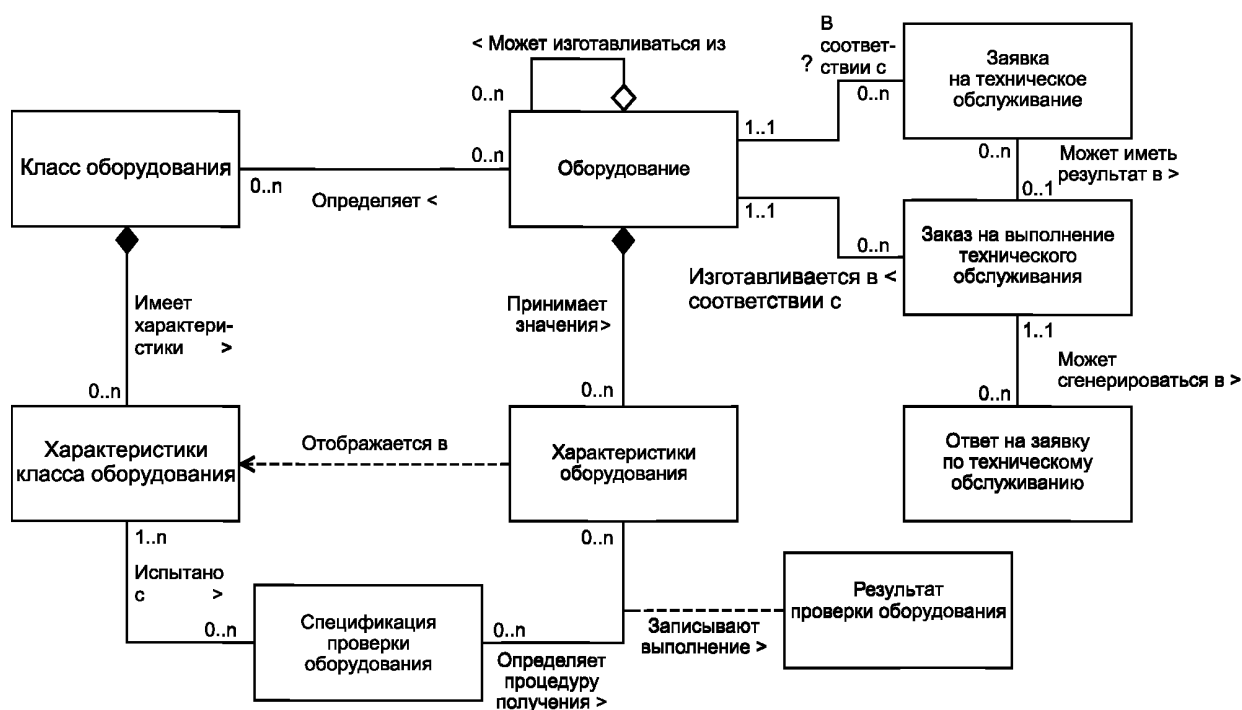 < Может изготавливаться из
0..n
В
соответ-
? ствии с
0..n
Заявка
на техническое
обслуживание
Класс оборудования
0..n
Определяет <
0..n
Оборудование
1..1
1..1
0..n
Может иметь
результат в >
0..1
0..n
Заказ на выполнение
технического
обслуживания
Изготавливается в <
соответствии с
Имеет
характери-
стики >
0..n
Принимает
значения>
0..n
1..1
Может
сгенерироваться в >
0..n
Характеристики
класса оборудования
Отображается в
Характеристики
оборудования
Ответ на заявку
по техническому
обслуживанию
1..n
Испытано
с >
0..n
0..n
Спецификация
проверки
оборудования
0..n
Определяет
процедуру
получения >
Записывают
выполнение >
Результат
проверки оборудования